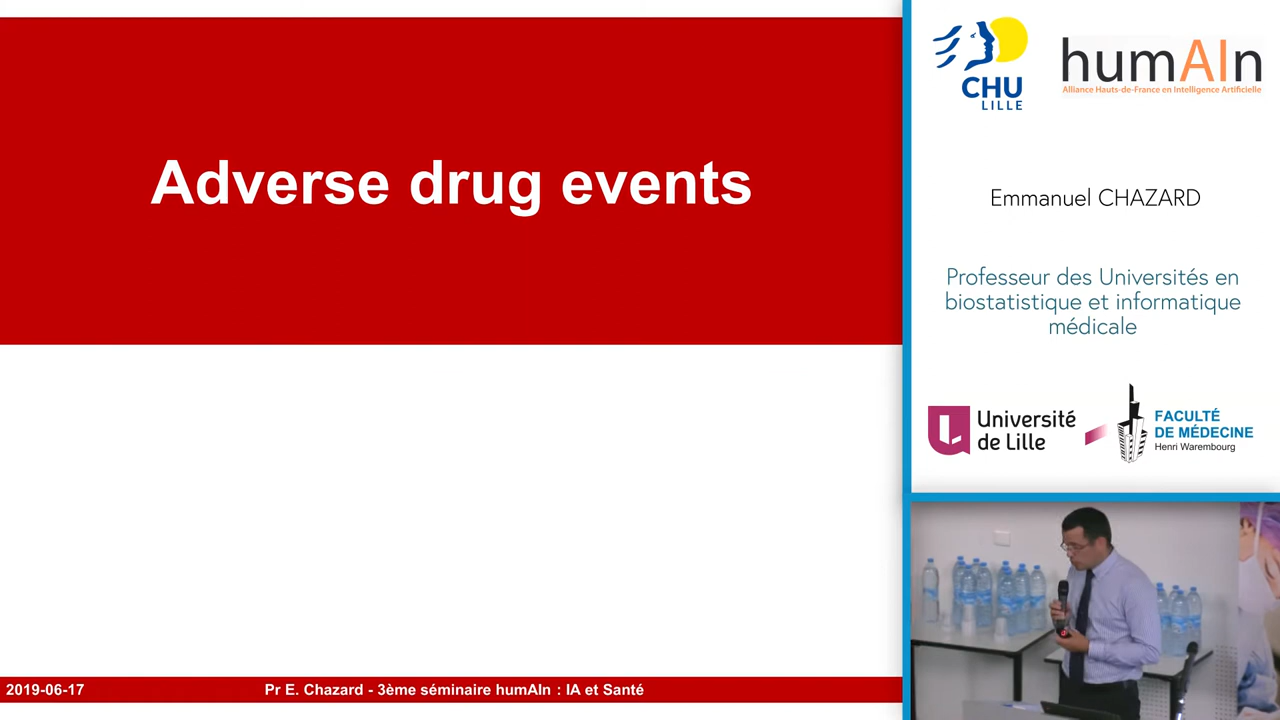 Adverse drug events
2019-06-17
Pr E. Chazard - 3ème séminaire humAIn : IA et Santé
CHU
LILLE
humAIn
Alliance Hauts-de-France en Intelligence Artificielle
Emmanuel CHAZARD
Professeur des Universités en
biostatistique et informatique
médicale
Université
de Lille
FACULTÉ
DE MÉDECINE
Henri Warembourg